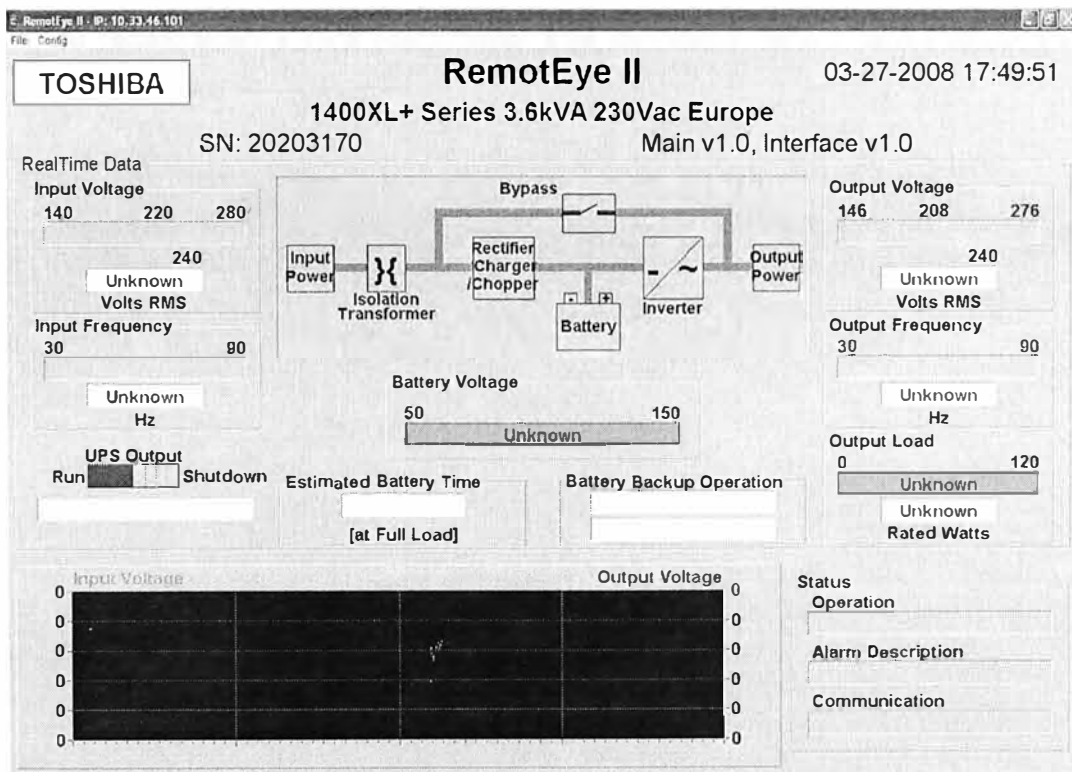 E. RemotEye II - IP: 10.33.46.101
File Config
TOSHIBA
RemotEye II
03-27-2008 17:49:51
1400XL+ Series 3.6kVA 230Vac Europe
SN: 20203170
Main v1.0, Interface v1.0
RealTime Data
Input Voltage
140 220 280
240
Unknown
Volts RMS
Input Frequency
30 90
Unknown
Hz
UPS Output
Run Shutdown
Bypass
Input
Power
Isolation
Transformer
Rectifier
Charger
/Chopper
- +
Battery
- ~
Inverter
Output
Power
Battery Voltage
50 150
Unknown
Estimated Battery Time
[at Full Load]
Battery Backup Operation
Output Voltage
146 208 276
240
Unknown
Volts RMS
Output Frequency
30 90
Unknown
Hz
Output Load
0 120
Unknown
Unknown
Rated Watts
Input Voltage Output Voltage
0 0
0 0
0 0
0 0
0 0
0 0
Status
Operation
Alarm Description
Communication